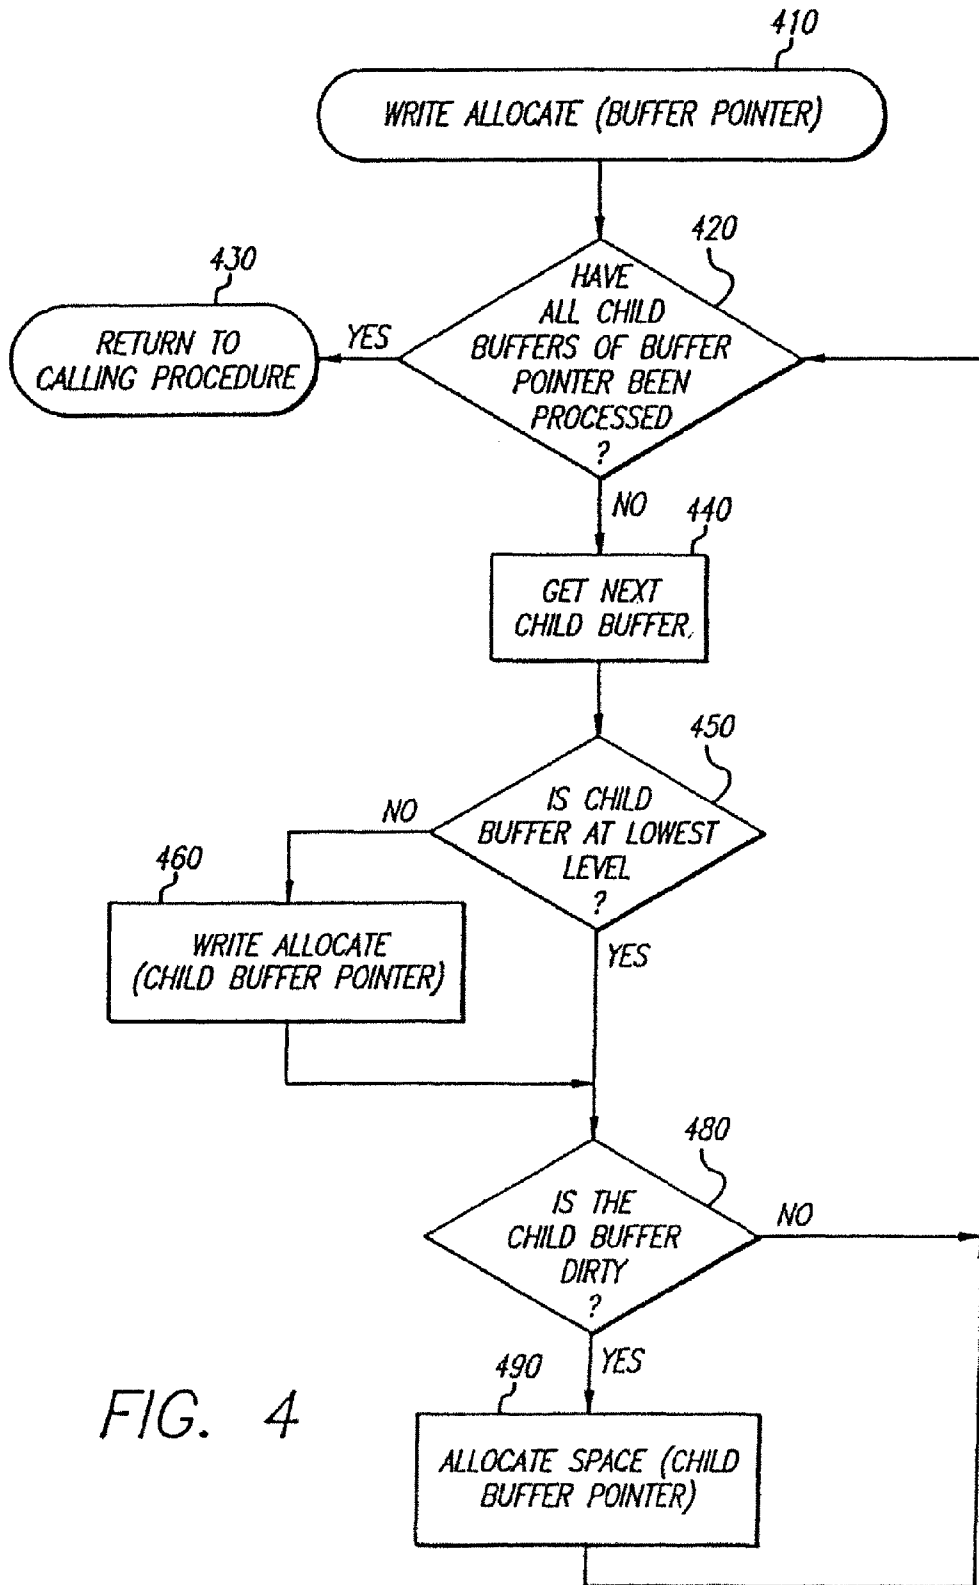 410
WRITE ALLOCATE (BUFFER POINTER)
420
HAVE
ALL CHILD
BUFFERS OF BUFFER
POINTER BEEN
PROCESSED
?
430
RETURN TO
CALLING PROCEDURE
YES
NO
440
GET NEXT
CHILD BUFFER
450
IS CHILD
BUFFER AT LOWEST
LEVEL
?
NO
460
WRITE ALLOCATE
(CHILD BUFFER POINTER)
YES
480
IS THE
CHILD BUFFER
DIRTY
?
NO
YES
490
ALLOCATE SPACE (CHILD
BUFFER POINTER)
FIG. 4